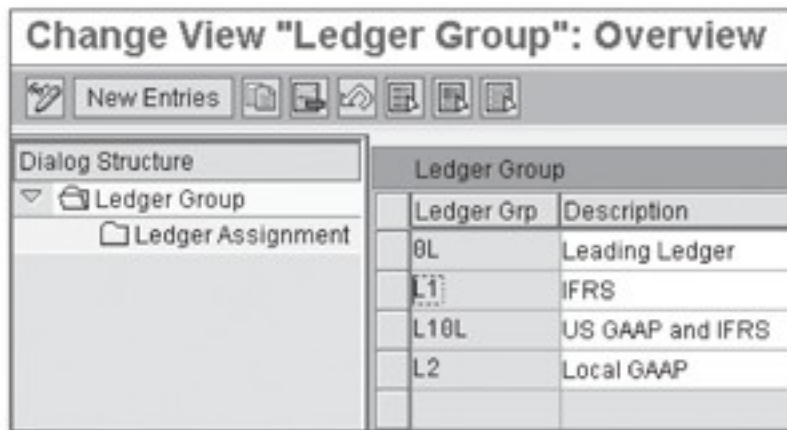 Change View "Ledger Group": Overview
New Entries
Dialog Structure
Ledger Group
Ledger Assignment
Ledger Group
Ledger Grp Description
0L Leading Ledger
L1 IFRS
L10L US GAAP and IFRS
L2 Local GAAP